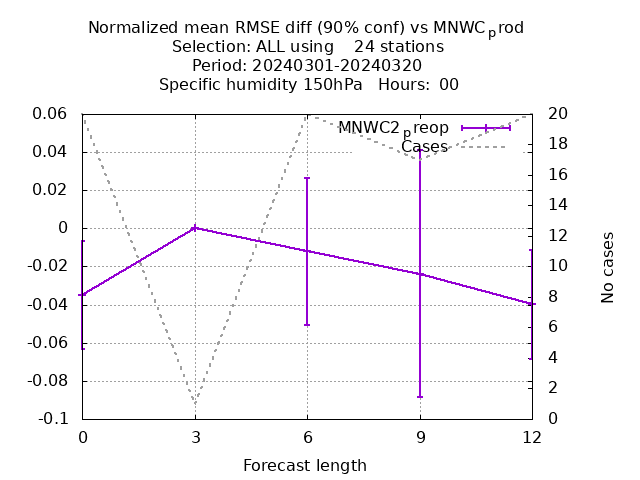 Normalized mean RMSE diff (90% conf) vs MNWCprod
Selection: ALL using 24 stations
Period: 20240301-20240320
Specific humidity 150hPa Hours: 00
MNWC2preop
Cases
0.06
0.04
0.02
0
-0.02
-0.04
-0.06
-0.08
-0.1
20
18
16
14
12
10
8
6
4
2
0
No cases
0 3 6 9 12
Forecast length